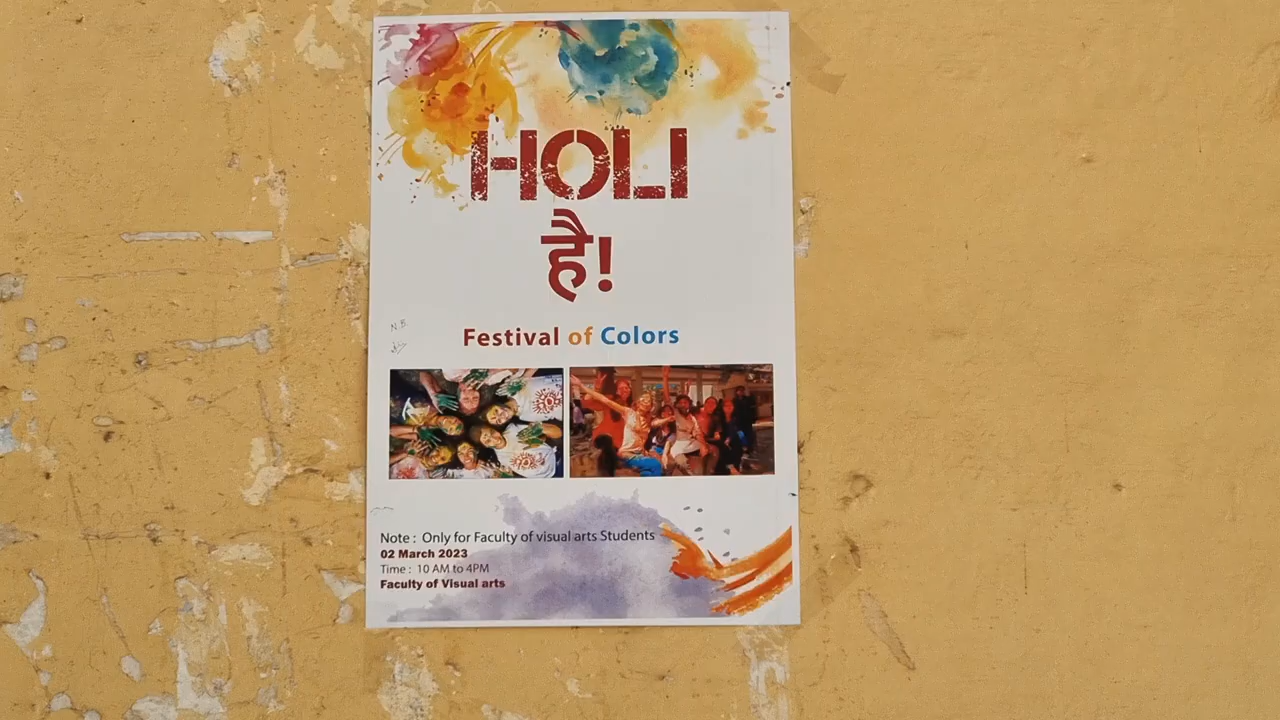 HOLI
है!
N.B.
Festival of Colors
Note : Only for Faculty of visual arts Students
02 March 2023
Time : 10 AM to 4PM
Faculty of Visual arts